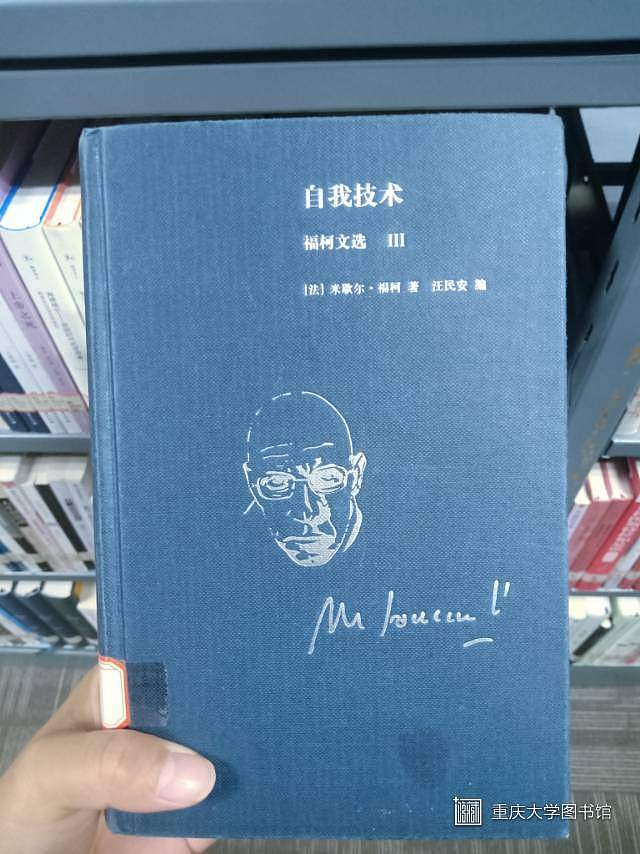 自我技术
福柯文选 III
[法] 米歇尔·福柯 著 汪民安 编
重庆大学图书馆